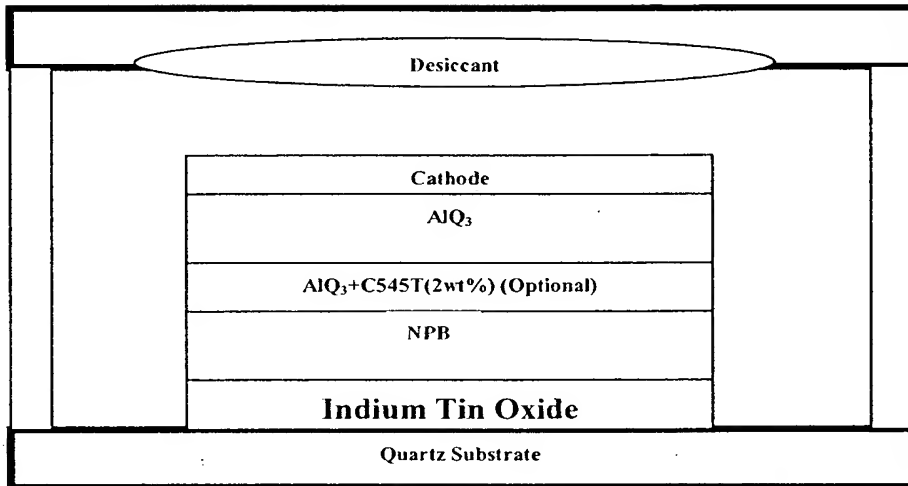 Desiccant
Cathode
AlQ₃
AlQ₃+C545T(2wt%) (Optional)
NPB
Indium Tin Oxide
Quartz Substrate